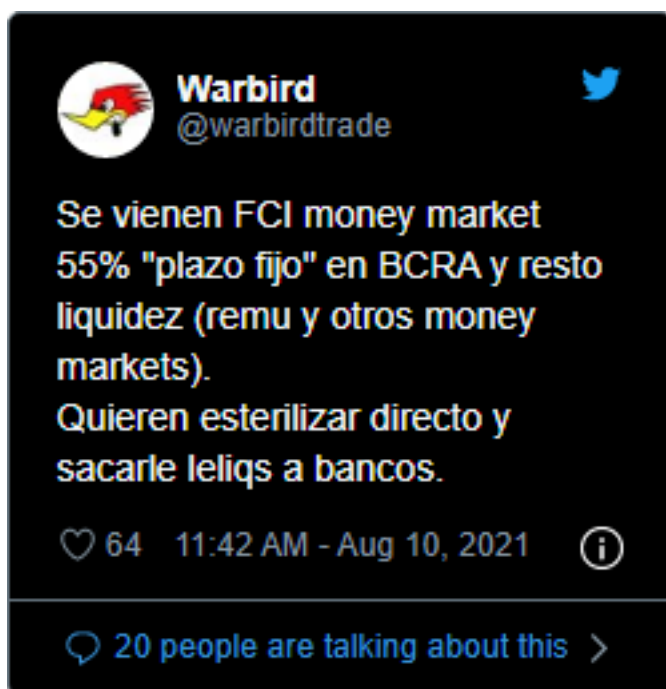 Warbird
@warbirdtrade
Se vienen FCI money market
55% "plazo fijo" en BCRA y resto
liquidez (remu y otros money
markets).
Quieren esterilizar directo y
sacarle leliqs a bancos.
64 11:42 AM - Aug 10, 2021
20 people are talking about this